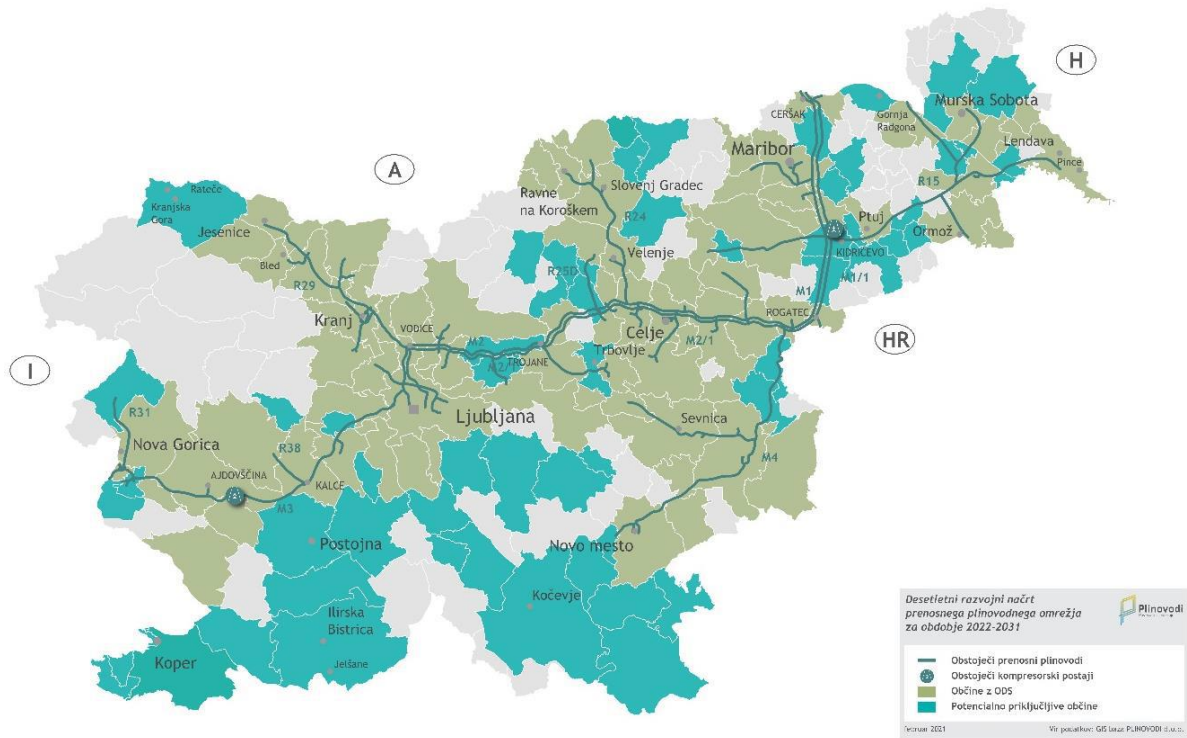 H
Murska Sobota
CERŠAK
Gornja
Radgona
Lendava
Pince
Maribor
A
R15
Ravne
na Koroškem
Slovenj Gradec
Rateče
Kranjska
Gora
R24
Ptuj
Ormož
Jesenice
Velenje
KIDRIČEVO
Bled
R25D
M1
M1/1
R29
Kranj
VODICE
ROGATEC
Celje
M2
M2/1
HR
M2/1
TROJANE
Trbovlje
I
R31
Ljubljana
Sevnica
Nova Gorica
R38
M4
AJDOVŠČINA
KALCE
M3
Postojna
Novo mesto
Kočevje
Ilirska
Bistrica
Koper
Jelšane
Desetletni razvojni načrt
prenosnega plinovodnega omrežja
za obdobje 2022-2031
Plinovodi
Obstoječi prenosni plinovodi
Obstoječi kompresorski postaji
Občine z ODS
Potencialno priključljive občine
februar 2021
Vir podatkov: GIS baza PLINOVODI d.o.o.